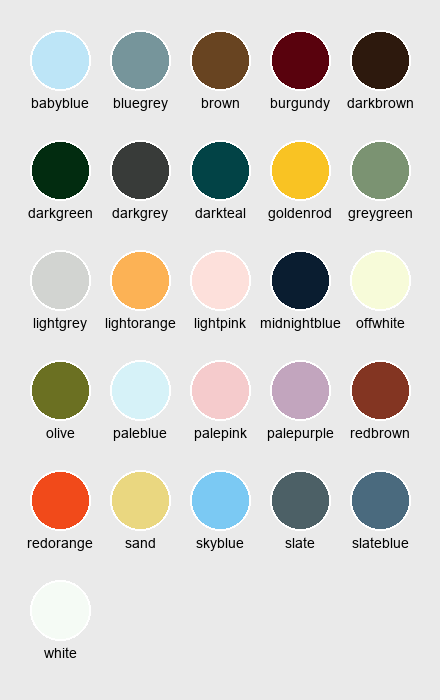 babyblue bluegrey brown burgundy darkbrown
darkgreen darkgrey darkteal goldenrod greygreen
lightgrey lightorange lightpink midnightblue offwhite
olive paleblue palepink palepurple redbrown
redorange sand skyblue slate slateblue
white